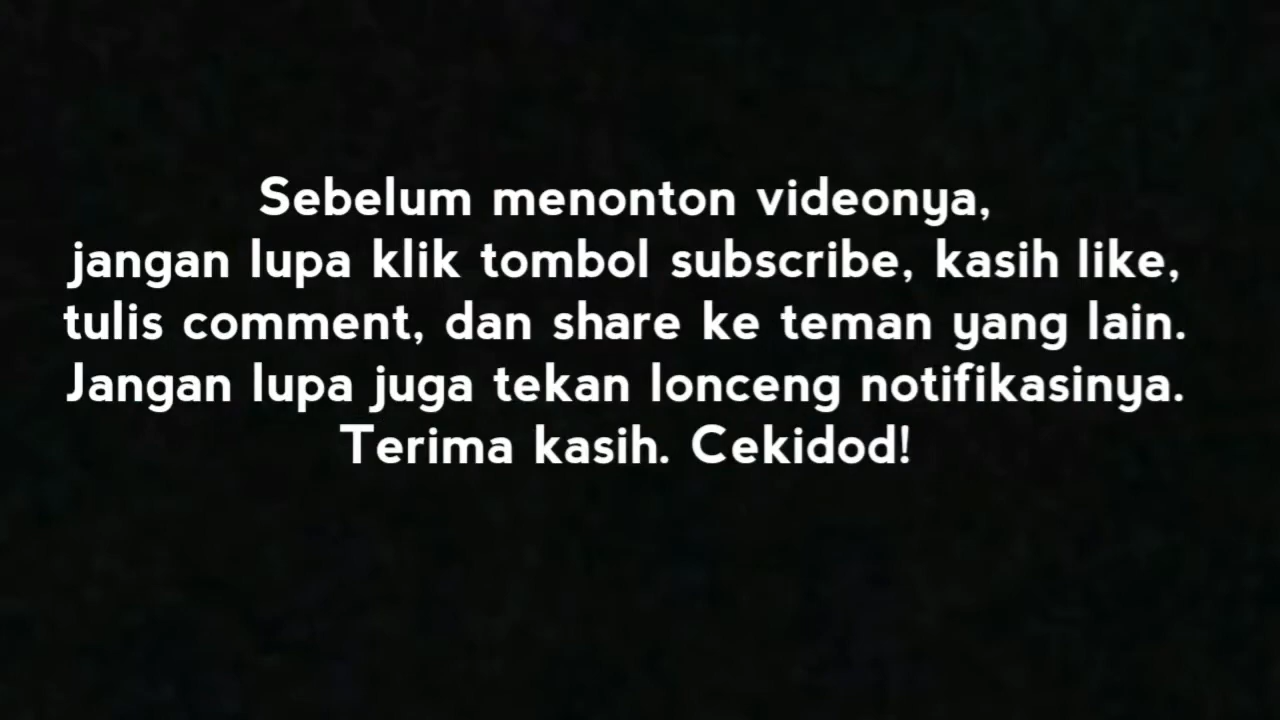 Sebelum menonton videonya,
jangan lupa klik tombol subscribe, kasih like,
tulis comment, dan share ke teman yang lain.
Jangan lupa juga tekan lonceng notifikasinya.
Terima kasih. Cekidod!